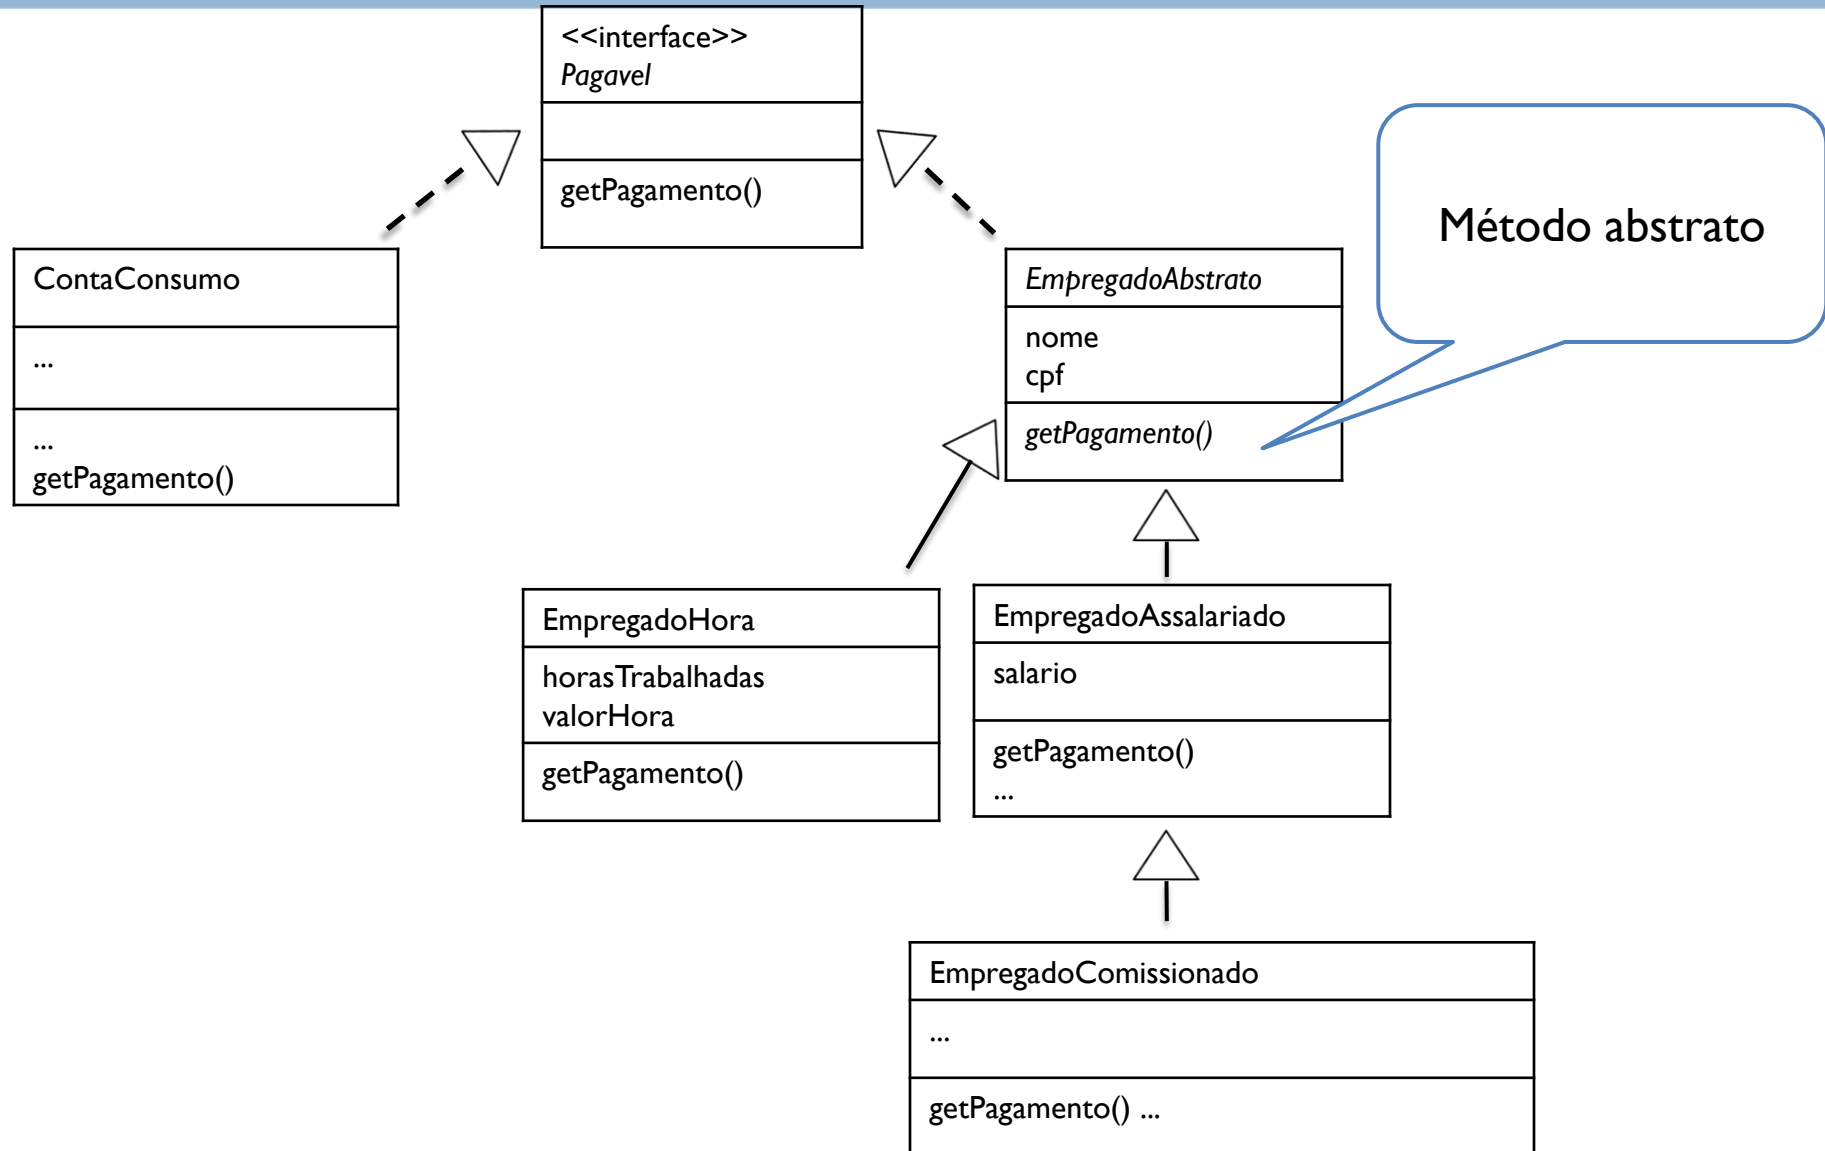 <<interface>>
Pagavel
getPagamento()
Método abstrato
ContaConsumo
...
...
getPagamento()
EmpregadoAbstrato
nome
cpf
getPagamento()
EmpregadoHora
horasTrabalhadas
valorHora
getPagamento()
EmpregadoAssalariado
salario
getPagamento()
...
EmpregadoComissionado
...
getPagamento() ...